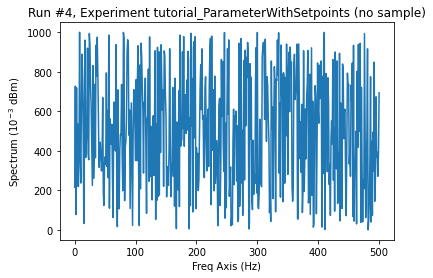 Run #4, Experiment tutorial_ParameterWithSetpoints (no sample)
Spectrum (10⁻³ dBm)
1000
800
600
400
200
0
0 100 200 300 400 500
Freq Axis (Hz)